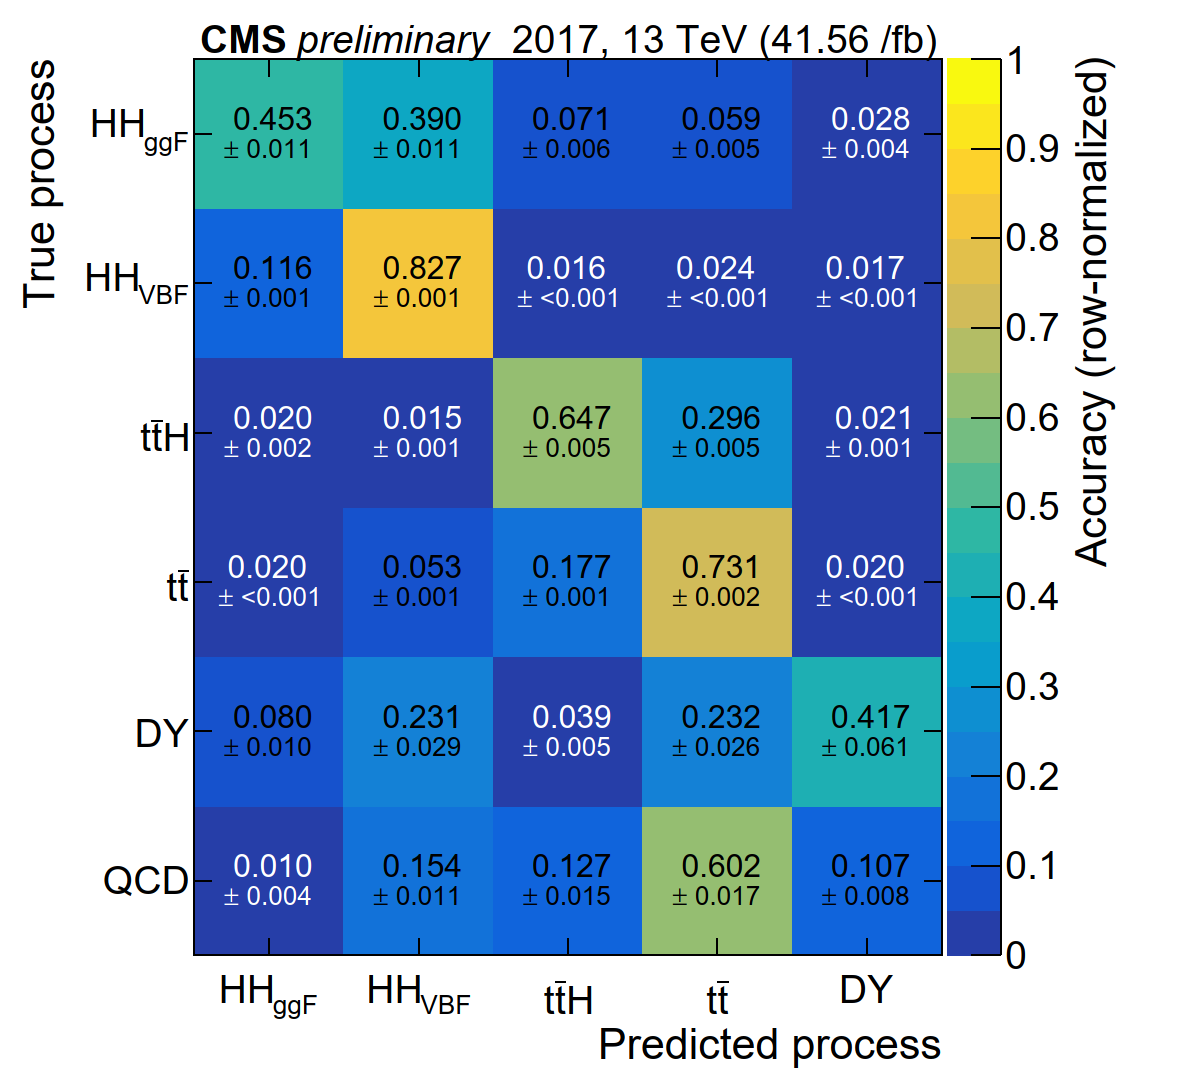 CMS preliminary 2017, 13 TeV (41.56 /fb)
True process
HHggF
0.453 0.390 0.071 0.059 0.028
± 0.011 ± 0.011 ± 0.006 ± 0.005 ± 0.004
HHVBF
0.116 0.827 0.016 0.024 0.017
± 0.001 ± 0.001 ± <0.001 ± <0.001 ± <0.001
tt̄H
0.020 0.015 0.647 0.296 0.021
± 0.002 ± 0.001 ± 0.005 ± 0.005 ± 0.001
tt̄
0.020 0.053 0.177 0.731 0.020
± <0.001 ± 0.001 ± 0.001 ± 0.002 ± <0.001
DY
0.080 0.231 0.039 0.232 0.417
± 0.010 ± 0.029 ± 0.005 ± 0.026 ± 0.061
QCD
0.010 0.154 0.127 0.602 0.107
± 0.004 ± 0.011 ± 0.015 ± 0.017 ± 0.008
HHggF HHVBF tt̄H tt̄ DY
Predicted process
1
0.9
0.8
0.7
0.6
0.5
0.4
0.3
0.2
0.1
0
Accuracy (row-normalized)